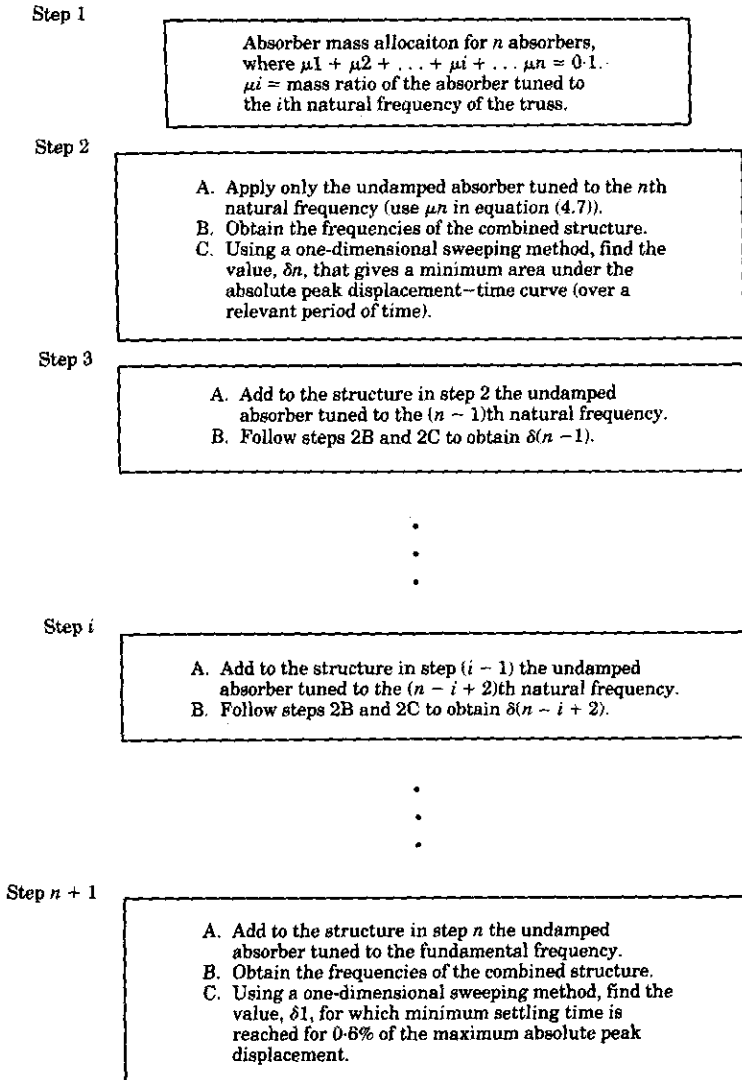 Step 1
Absorber mass allocaiton for n absorbers,
where μ1 + μ2 + . . . + μi + . . . μn = 0·1.
μi = mass ratio of the absorber tuned to
the ith natural frequency of the truss.
Step 2
A. Apply only the undamped absorber tuned to the nth
natural frequency (use μn in equation (4.7)).
B. Obtain the frequencies of the combined structure.
C. Using a one-dimensional sweeping method, find the
value, δn, that gives a minimum area under the
absolute peak displacement–time curve (over a
relevant period of time).
Step 3
A. Add to the structure in step 2 the undamped
absorber tuned to the (n − 1)th natural frequency.
B. Follow steps 2B and 2C to obtain δ(n −1).
Step i
A. Add to the structure in step (i − 1) the undamped
absorber tuned to the (n − i + 2)th natural frequency.
B. Follow steps 2B and 2C to obtain δ(n − i + 2).
Step n + 1
A. Add to the structure in step n the undamped
absorber tuned to the fundamental frequency.
B. Obtain the frequencies of the combined structure.
C. Using a one-dimensional sweeping method, find the
value, δ1, for which minimum settling time is
reached for 0·6% of the maximum absolute peak
displacement.